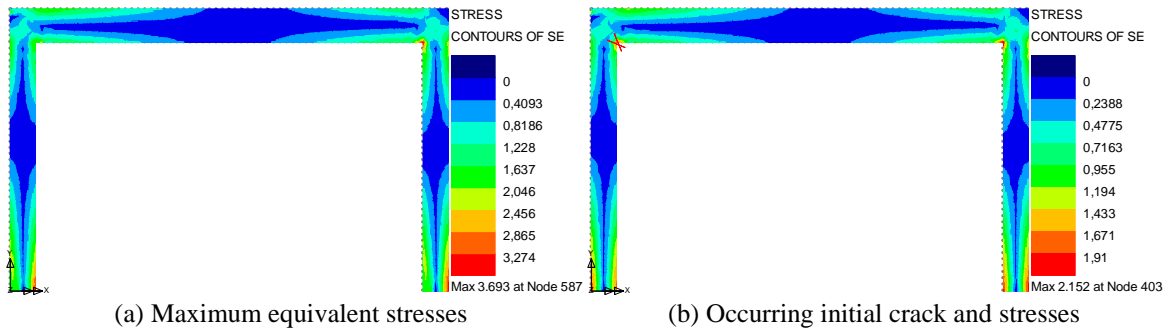 STRESS
CONTOURS OF SE
0
0,4093
0,8186
1,228
1,637
2,046
2,456
2,865
3,274
Max 3.693 at Node 587
Y
Z
X
(a) Maximum equivalent stresses
STRESS
CONTOURS OF SE
0
0,2388
0,4775
0,7163
0,955
1,194
1,433
1,671
1,91
Max 2.152 at Node 403
Y
Z
X
(b) Occurring initial crack and stresses